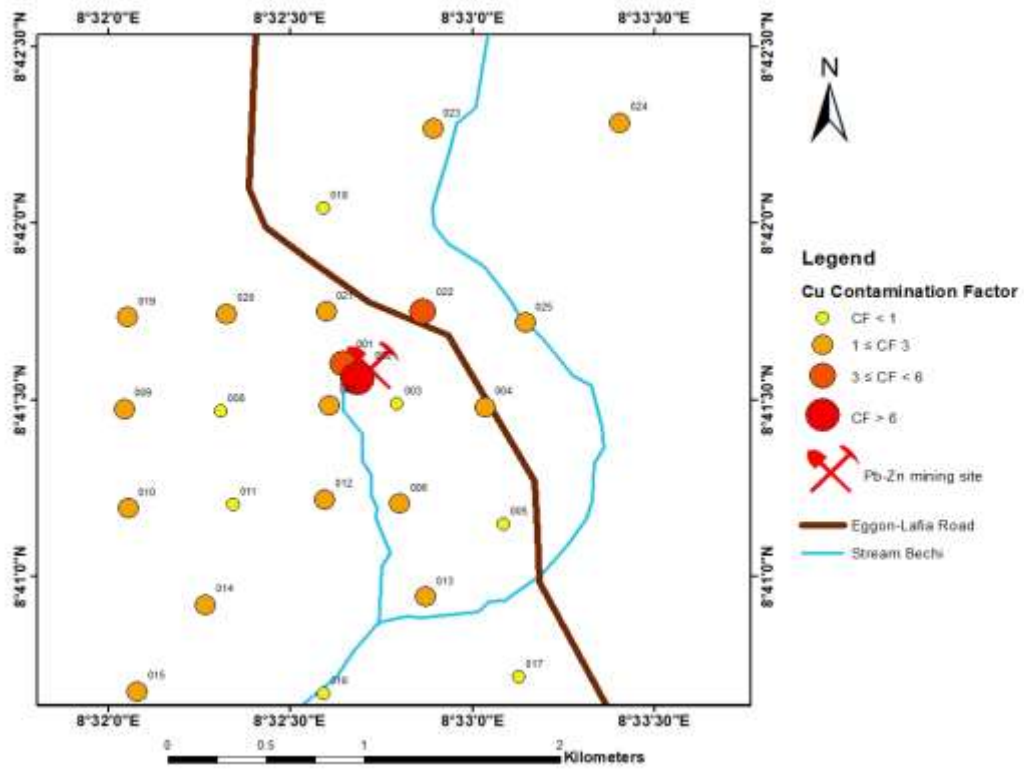 8°32'0"E 8°32'30"E 8°33'0"E 8°33'30"E
8°42'30"N 8°42'30"N
N
024
023
018
8°42'0"N 8°42'0"N
Legend
Cu Contamination Factor
CF < 1
1 ≤ CF 3
3 ≤ CF < 6
CF > 6
Pb-Zn mining site
Eggon-Lafia Road
Stream Bechi
019 020 021 022 025
001
8°41'30"N 8°41'30"N
009 008 003 004
010 011 012 006 005
8°41'0"N 8°41'0"N
014 013
015 016 017
8°32'0"E 8°32'30"E 8°33'0"E 8°33'30"E
0 0.5 1 2
Kilometers